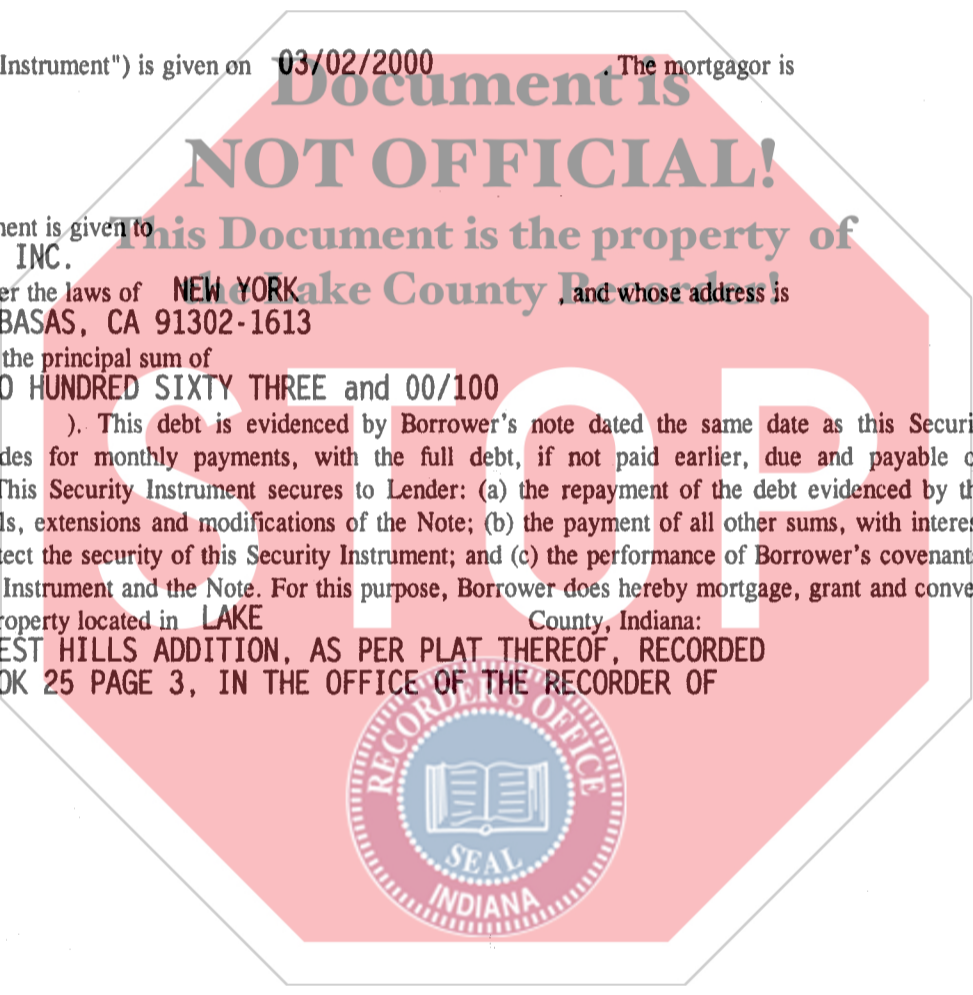 Instrument") is given on 03/02/2000 . The mortgagor is
Document is
NOT OFFICIAL!
ment is given to
This Document is the property of
INC.
er the laws of NEW YORK , and whose address is
the Lake County Recorder!
BASAS, CA 91302-1613
the principal sum of
O HUNDRED SIXTY THREE and 00/100
). This debt is evidenced by Borrower's note dated the same date as this Securi
des for monthly payments, with the full debt, if not paid earlier, due and payable o
This Security Instrument secures to Lender: (a) the repayment of the debt evidenced by th
ls, extensions and modifications of the Note; (b) the payment of all other sums, with interes
tect the security of this Security Instrument; and (c) the performance of Borrower's covenant
Instrument and the Note. For this purpose, Borrower does hereby mortgage, grant and conve
operty located in LAKE County, Indiana:
EST HILLS ADDITION, AS PER PLAT THEREOF, RECORDED
OK 25 PAGE 3, IN THE OFFICE OF THE RECORDER OF
STOP
RECORDER'S OFFICE
SEAL
INDIANA